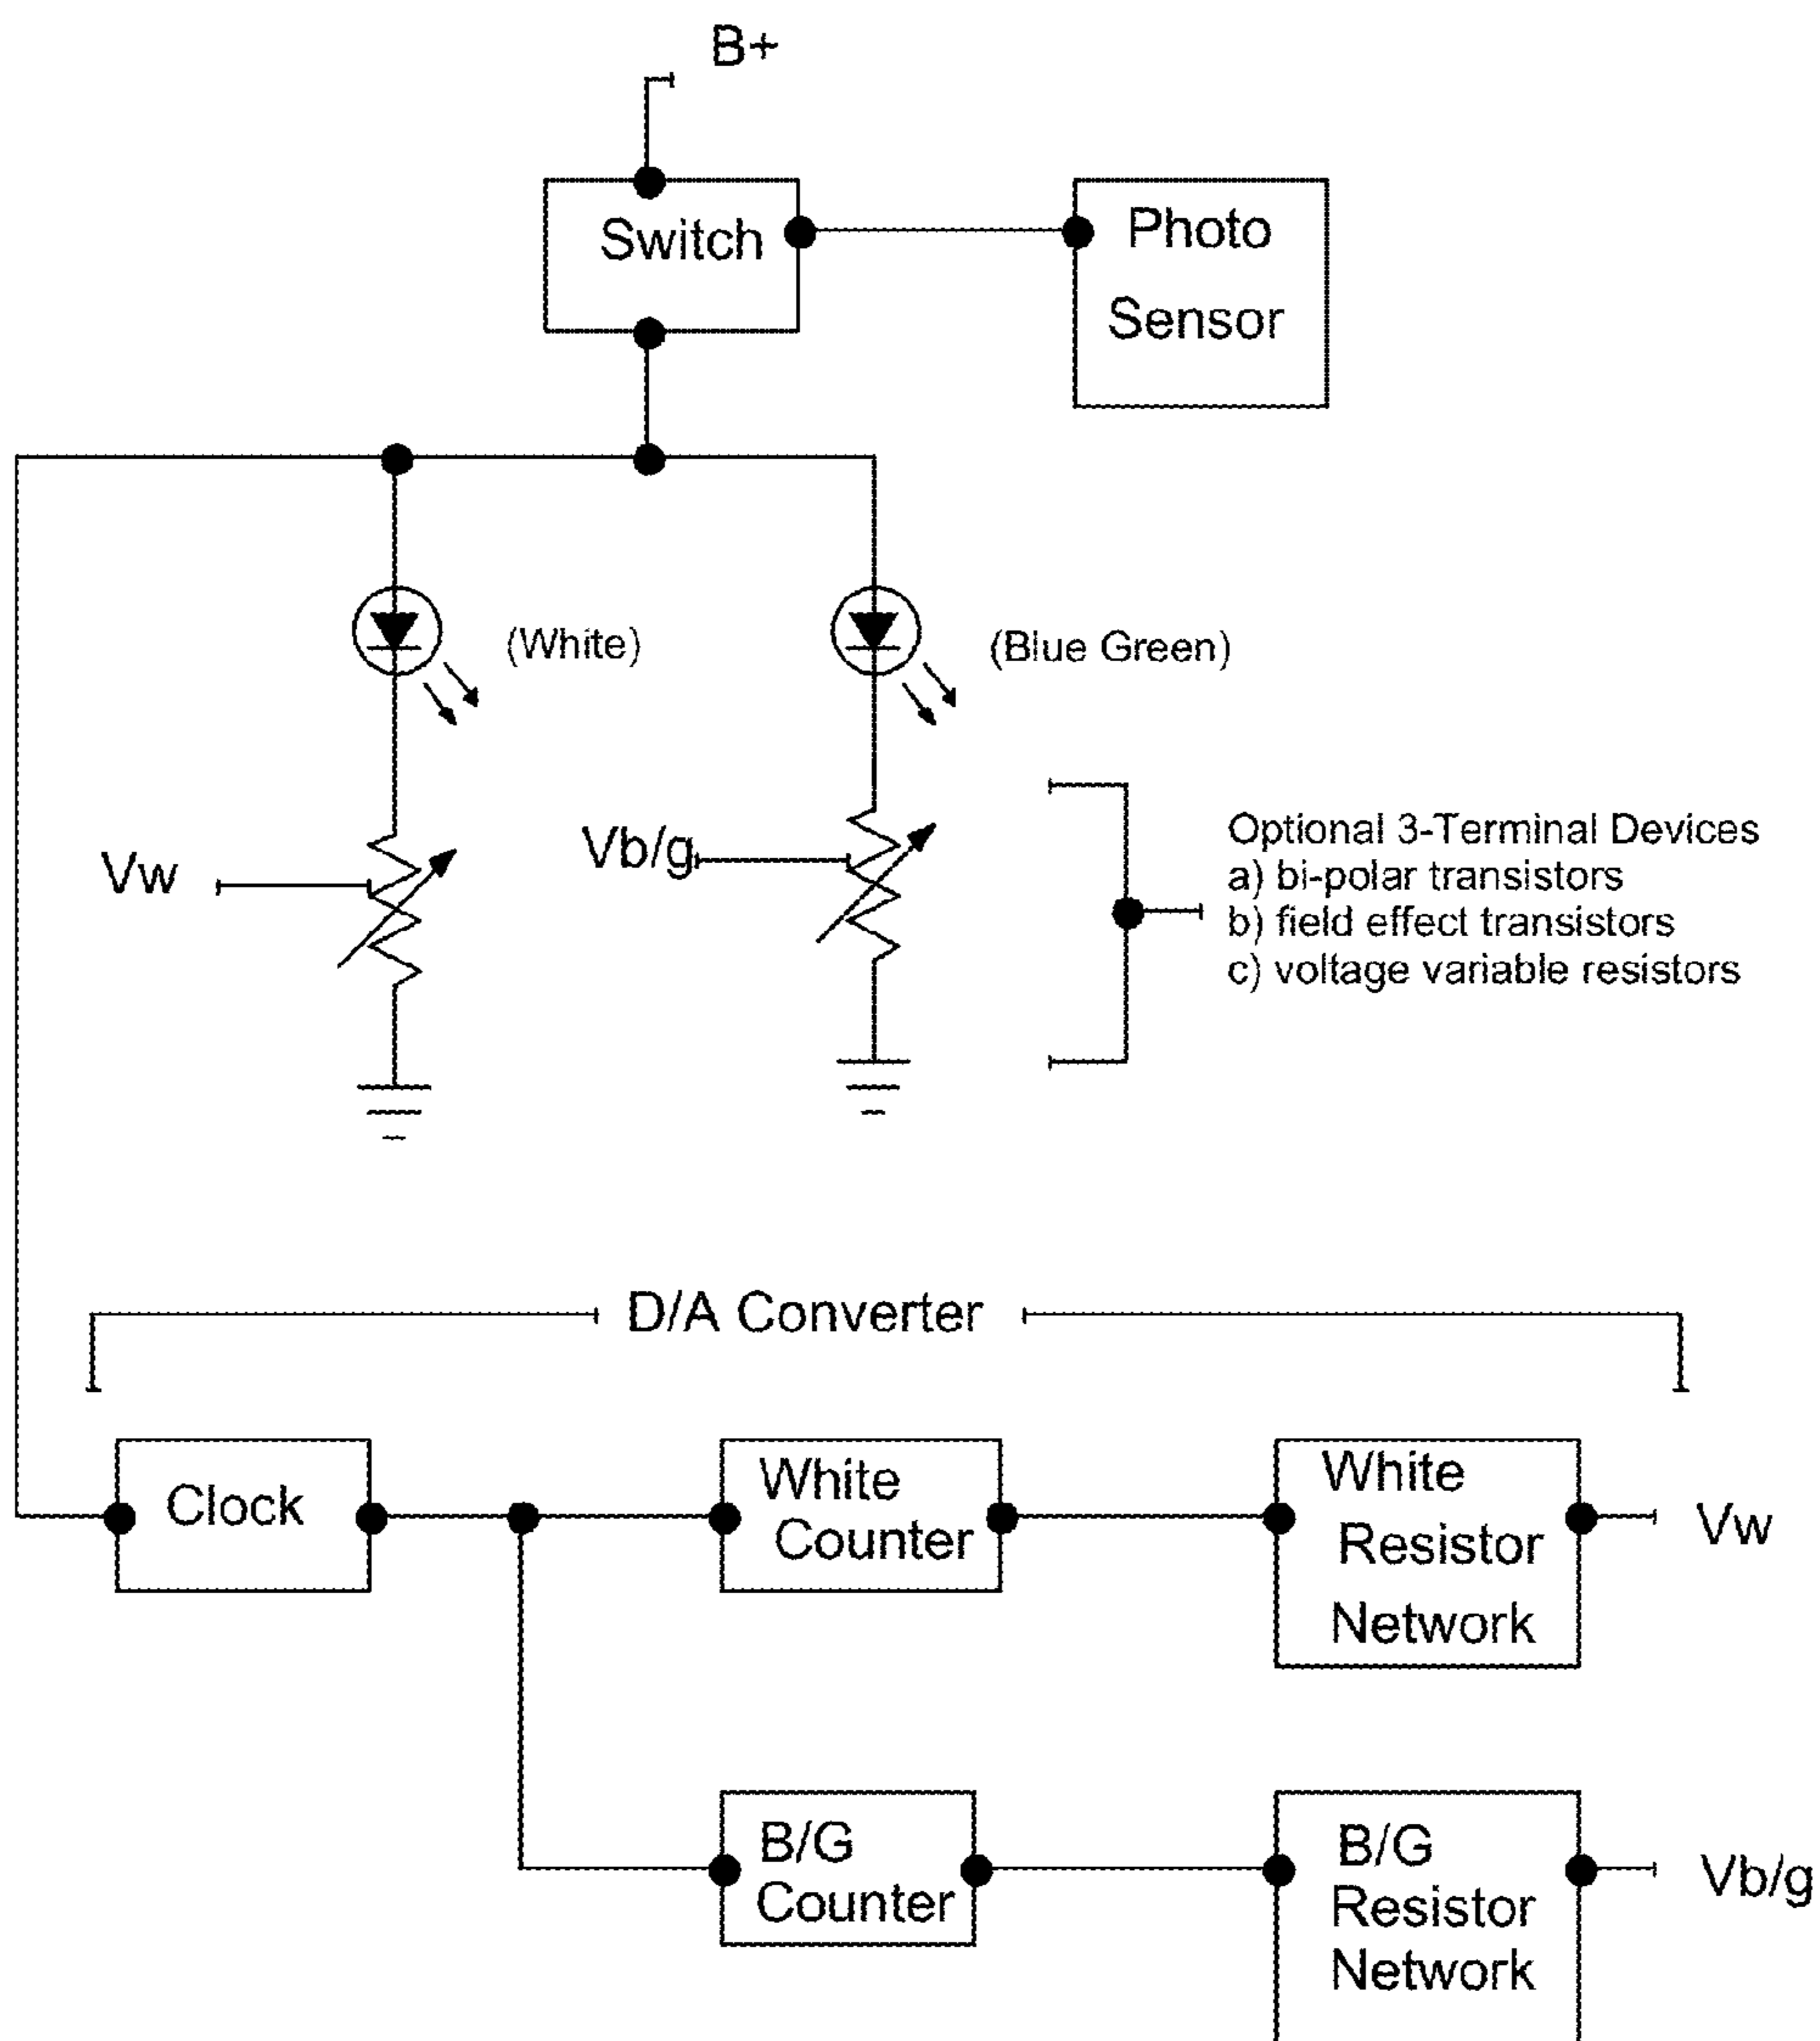 B+
Switch
Photo
Sensor
(White)
(Blue Green)
Vw
Vb/g
Optional 3-Terminal Devices
a) bi-polar transistors
b) field effect transistors
c) voltage variable resistors
D/A Converter
Clock
White
Counter
White
Resistor
Network
Vw
B/G
Counter
B/G
Resistor
Network
Vb/g